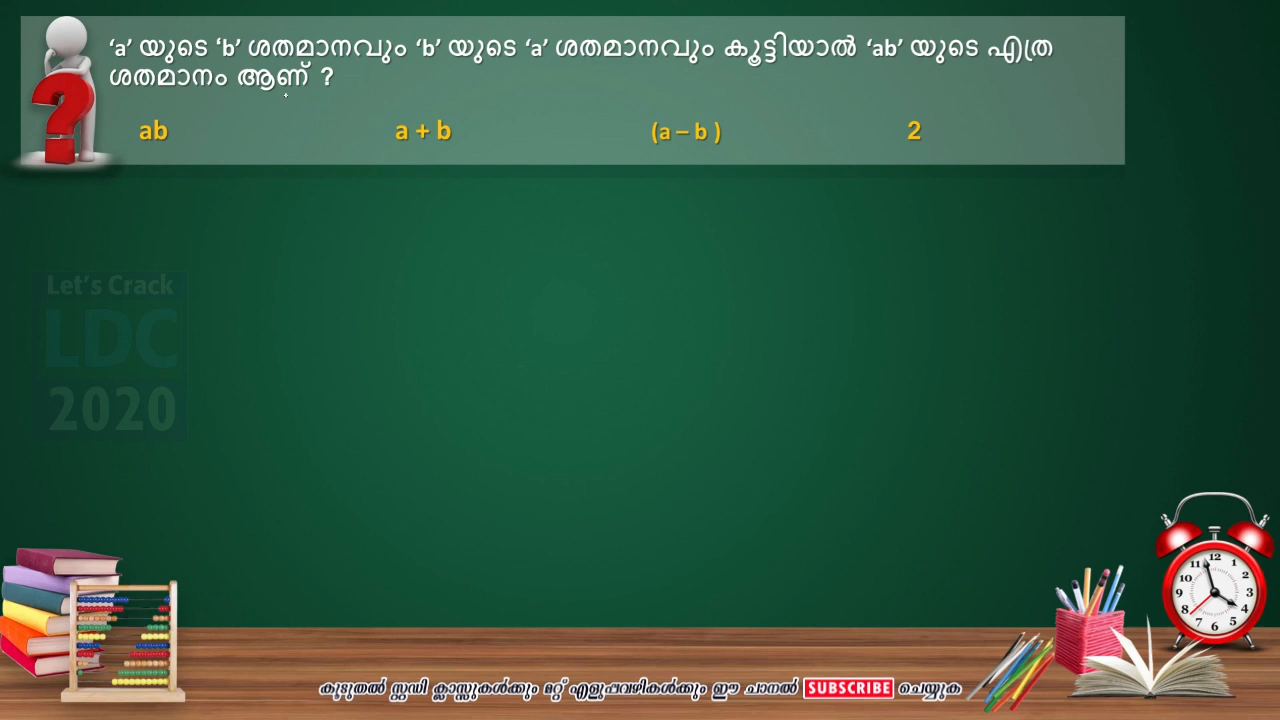 ‘a’ യുടെ ‘b’ ശതമാനവും ‘b’ യുടെ ‘a’ ശതമാനവും കൂട്ടിയാൽ ‘ab’ യുടെ എത്ര
ശതമാനം ആണ് ?
ab a + b (a – b ) 2
Let's Crack
LDC
2020
കൂടുതൽ സ്റ്റഡി ക്ലാസ്സുകൾക്കും മറ്റ് എളുപ്പവഴികൾക്കും ഈ ചാനൽ SUBSCRIBE ചെയ്യുക